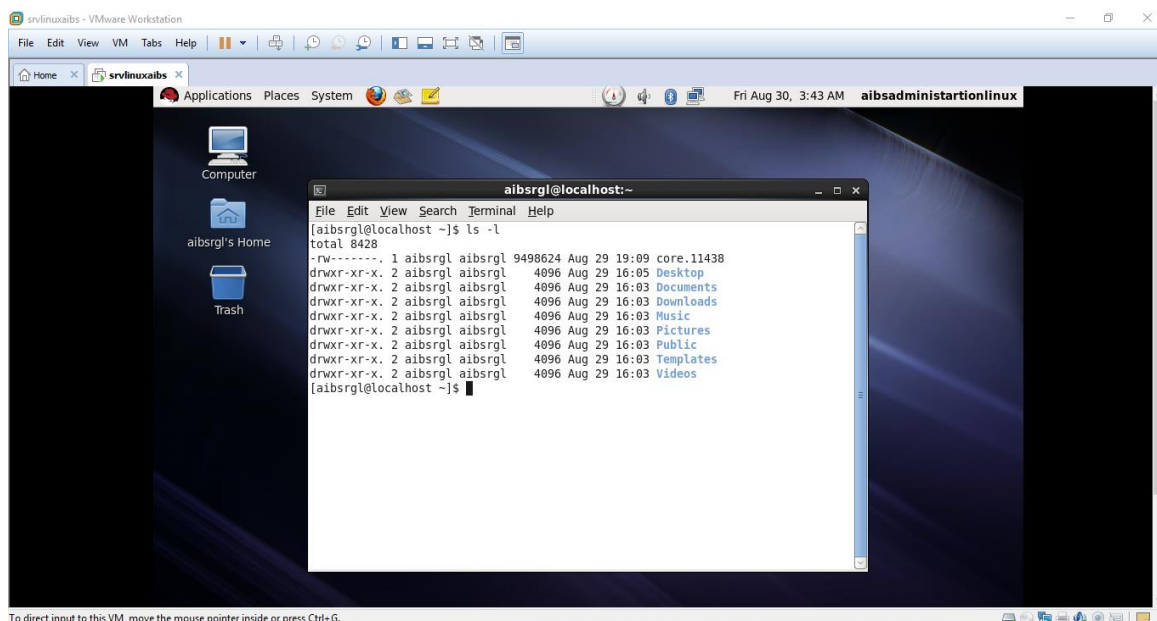 srvlinuxaibs - VMware Workstation
File Edit View VM Tabs Help
Home srvlinuxaibs
Applications Places System Fri Aug 30, 3:43 AM aibsadministartionlinux
Computer
aibsrgl's Home
Trash
aibsrgl@localhost:~
File Edit View Search Terminal Help
[aibsrgl@localhost ~]$ ls -l
total 8428
-rw-------. 1 aibsrgl aibsrgl 9498624 Aug 29 19:09 core.11438
drwxr-xr-x. 2 aibsrgl aibsrgl 4096 Aug 29 16:05 Desktop
drwxr-xr-x. 2 aibsrgl aibsrgl 4096 Aug 29 16:03 Documents
drwxr-xr-x. 2 aibsrgl aibsrgl 4096 Aug 29 16:03 Downloads
drwxr-xr-x. 2 aibsrgl aibsrgl 4096 Aug 29 16:03 Music
drwxr-xr-x. 2 aibsrgl aibsrgl 4096 Aug 29 16:03 Pictures
drwxr-xr-x. 2 aibsrgl aibsrgl 4096 Aug 29 16:03 Public
drwxr-xr-x. 2 aibsrgl aibsrgl 4096 Aug 29 16:03 Templates
drwxr-xr-x. 2 aibsrgl aibsrgl 4096 Aug 29 16:03 Videos
[aibsrgl@localhost ~]$
To direct input to this VM, move the mouse pointer inside or press Ctrl+G.